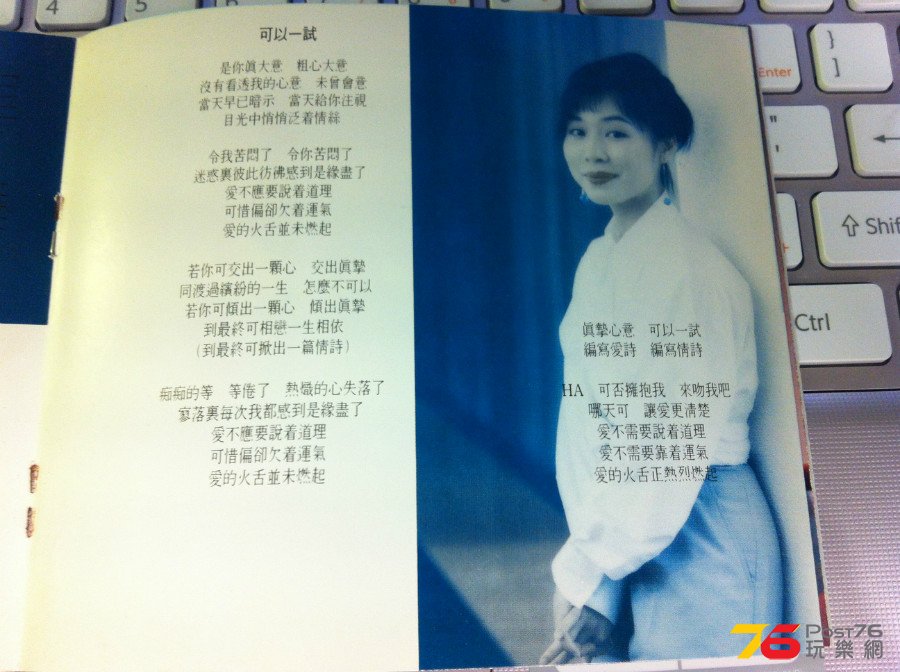 4
5
6
可以一試
是你眞大意　粗心大意
沒有看透我的心意　未曾會意
當天早已暗示　當天給你注視
目光中悄悄泛着情絲
令我苦悶了　令你苦悶了
迷惑裏彼此彷彿感到是緣盡了
愛不應要說着道理
可惜偏卻欠着運氣
愛的火舌並未燃起
若你可交出一顆心　交出眞摯
同渡過繽紛的一生　怎麼不可以
若你可傾出一顆心　傾出眞摯
到最終可相戀一生相依
（到最終可掀出一篇情詩）
痴痴的等　等倦了　熱熾的心失落了
寥落裏每次我都感到是緣盡了
愛不應要說着道理
可惜偏卻欠着運氣
愛的火舌並未燃起
眞摯心意　可以一試
編寫愛詩　編寫情詩
HA　可否擁抱我　來吻我吧
哪天可　讓愛更淸楚
愛不需要說着道理
愛不需要靠着運氣
愛的火舌正熱烈燃起
Enter
}
]
⇧ Shift
Ctrl
76 Post76
玩樂網